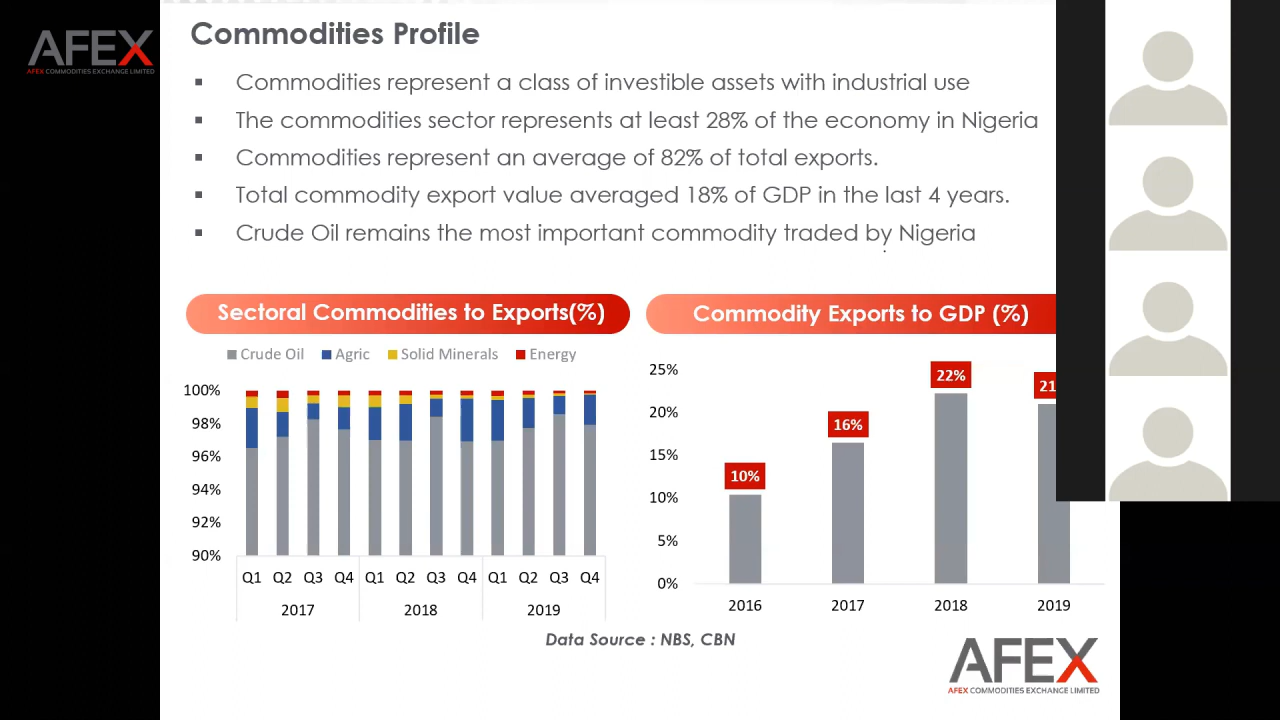 AFEX
AFEX COMMODITIES EXCHANGE LIMITED
Commodities Profile
▪ Commodities represent a class of investible assets with industrial use
▪ The commodities sector represents at least 28% of the economy in Nigeria
▪ Commodities represent an average of 82% of total exports.
▪ Total commodity export value averaged 18% of GDP in the last 4 years.
▪ Crude Oil remains the most important commodity traded by Nigeria
Sectoral Commodities to Exports(%)
Crude Oil Agric Solid Minerals Energy
100%
98%
96%
94%
92%
90%
Q1 Q2 Q3 Q4 Q1 Q2 Q3 Q4 Q1 Q2 Q3 Q4
2017 2018 2019
Commodity Exports to GDP (%)
25%
20%
15%
10%
5%
0%
10%
16%
22%
21
2016 2017 2018 2019
Data Source : NBS, CBN
AFEX
AFEX COMMODITIES EXCHANGE LIMITED